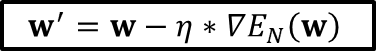 𝐰′ = 𝐰 − 𝜂 ∗ 𝛻𝐸_𝑁(𝐰)